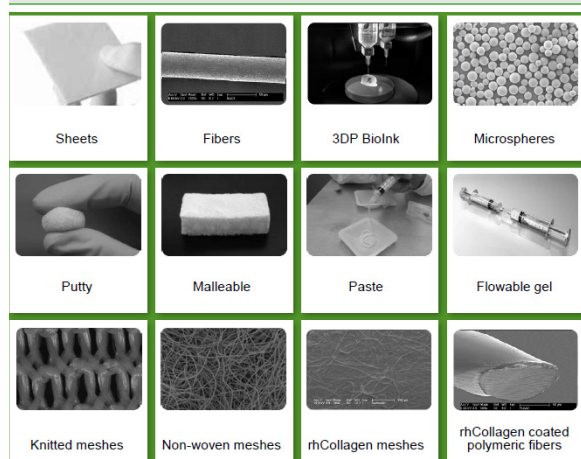 Sheets
Fibers
3DP BioInk
Microspheres
Putty
Malleable
Paste
Flowable gel
Knitted meshes
Non-woven meshes
rhCollagen meshes
rhCollagen coated
polymeric fibers